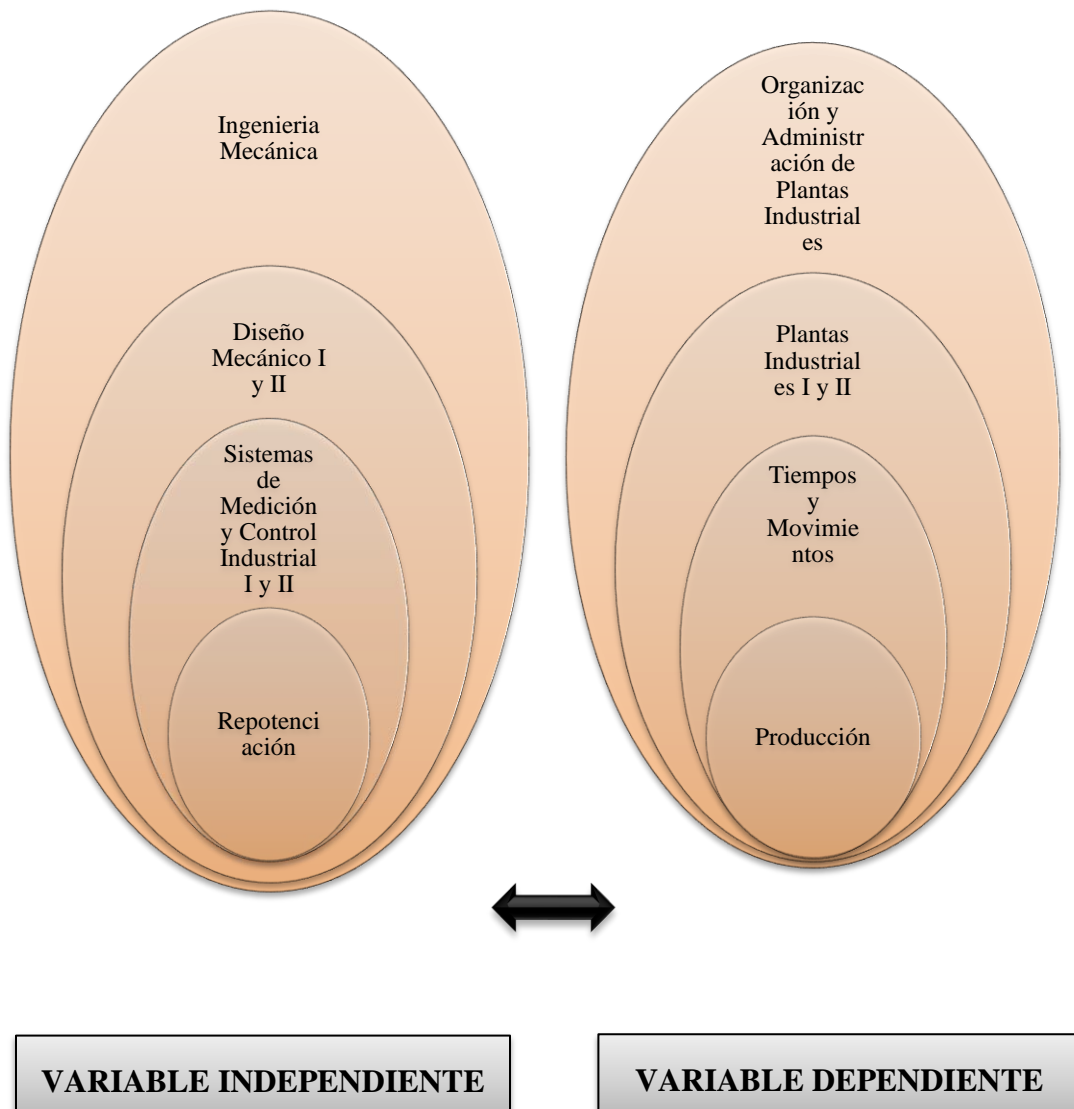 Ingenieria
Mecánica
Diseño
Mecánico I
y II
Sistemas
de
Medición
y Control
Industrial
I y II
Repotenci
ación
Organizac
ión y
Administr
ación de
Plantas
Industrial
es
Plantas
Industrial
es I y II
Tiempos
y
Movimie
ntos
Producción
VARIABLE INDEPENDIENTE
VARIABLE DEPENDIENTE